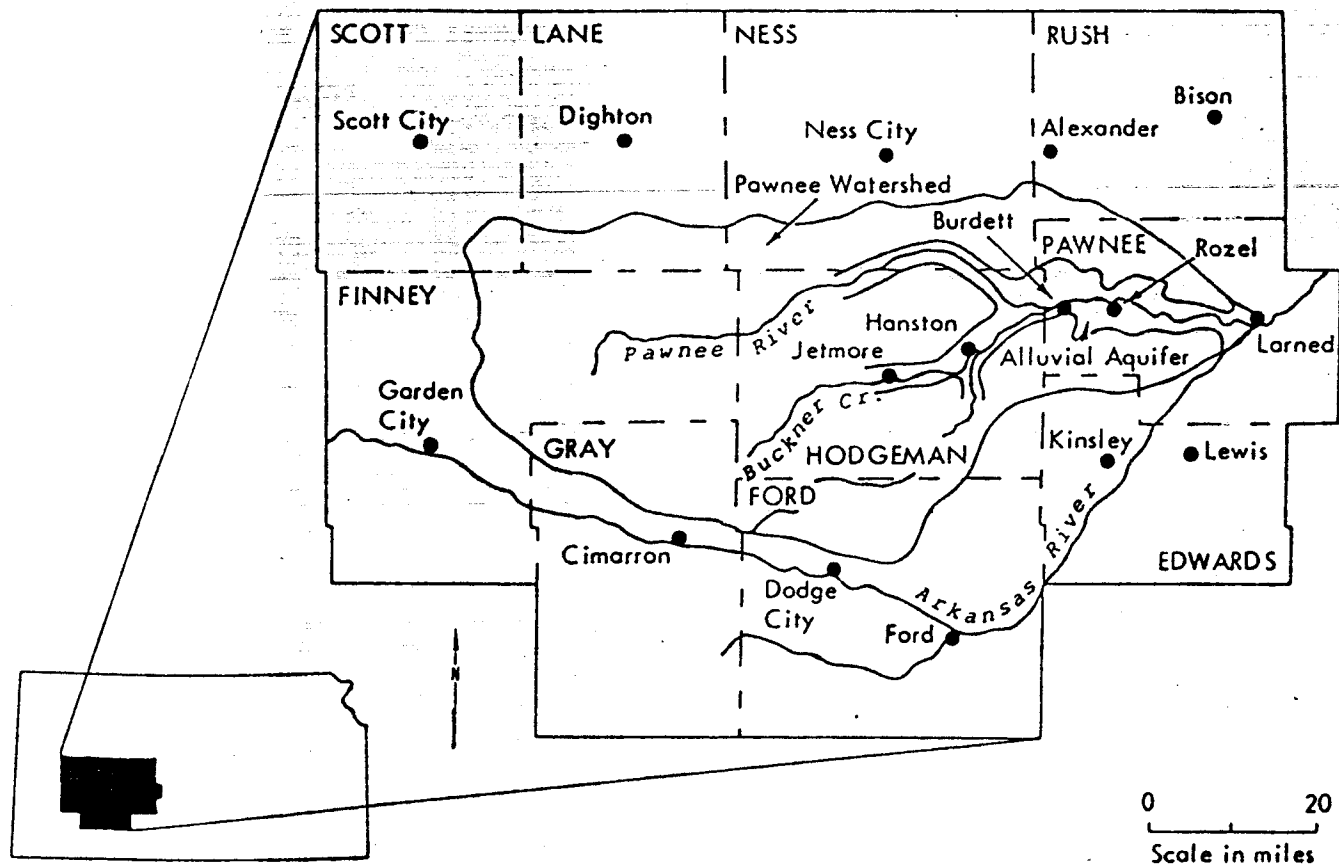 SCOTT
LANE
NESS
RUSH
Scott City
Dighton
Ness City
Alexander
Bison
Pawnee Watershed
Burdett
PAWNEE
Rozel
FINNEY
Pawnee River
Hanston
Jetmore
Alluvial Aquifer
Larned
Garden
City
GRAY
Buckner Cr.
HODGEMAN
Kinsley
Lewis
FORD
Cimarron
Dodge
City
Arkansas River
EDWARDS
Ford
N
0 20
Scale in miles